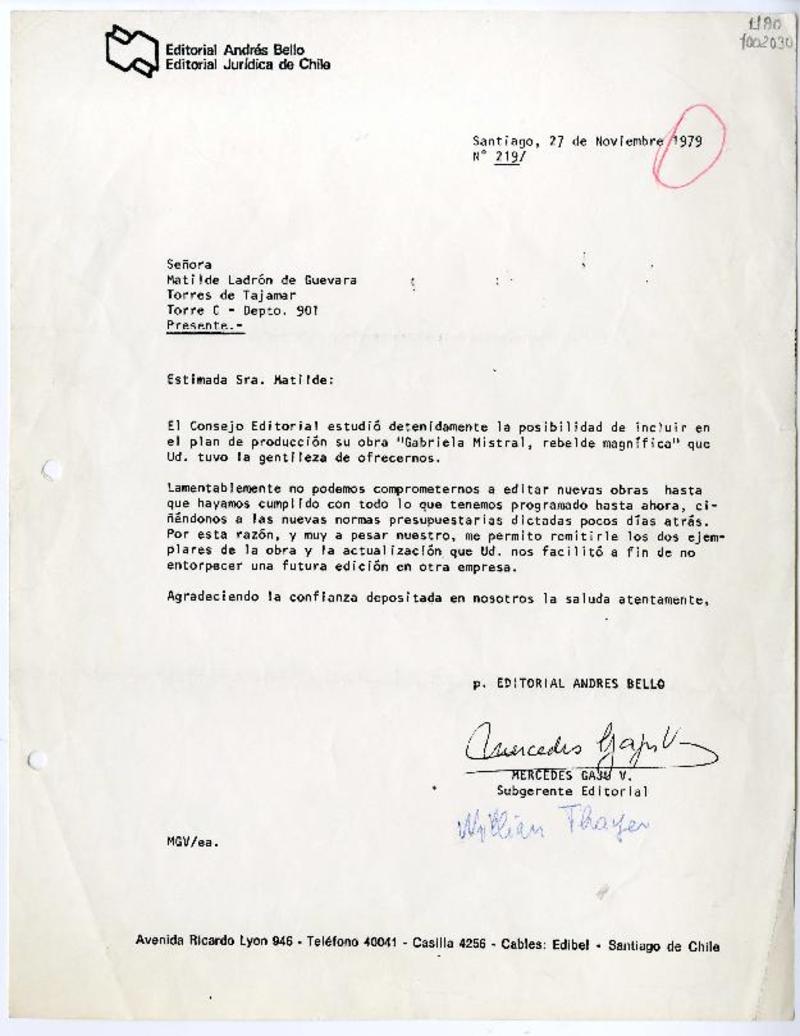 1002030
Editorial Andrés Bello
Editorial Jurídica de Chile
Santiago, 27 de Noviembre 1979
N° 219/
Señora
Matilde Ladrón de Guevara
Torres de Tajamar
Torre C - Depto. 901
Presente.-
Estimada Sra. Matilde:
El Consejo Editorial estudió detenidamente la posibilidad de incluir en
el plan de producción su obra "Gabriela Mistral, rebelde magnífica" que
Ud. tuvo la gentileza de ofrecernos.
Lamentablemente no podemos comprometernos a editar nuevas obras hasta
que hayamos cumplido con todo lo que tenemos programado hasta ahora, ci-
ñéndonos a las nuevas normas presupuestarias dictadas pocos días atrás.
Por esta razón, y muy a pesar nuestro, me permito remitirle los dos ejem-
plares de la obra y la actualización que Ud. nos facilitó a fin de no
entorpecer una futura edición en otra empresa.
Agradeciendo la confianza depositada en nosotros la saluda atentamente,
p. EDITORIAL ANDRES BELLO
Mercedes Gaju V
MERCEDES GAJU V.
Subgerente Editorial
William Thayer
MGV/ea.
Avenida Ricardo Lyon 946 - Teléfono 40041 - Casilla 4256 - Cables: Edibel - Santiago de Chile